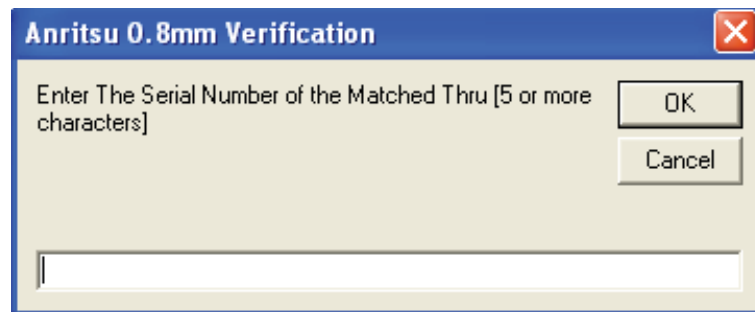 Anritsu 0.8mm Verification
Enter The Serial Number of the Matched Thru [5 or more
characters]
OK
Cancel